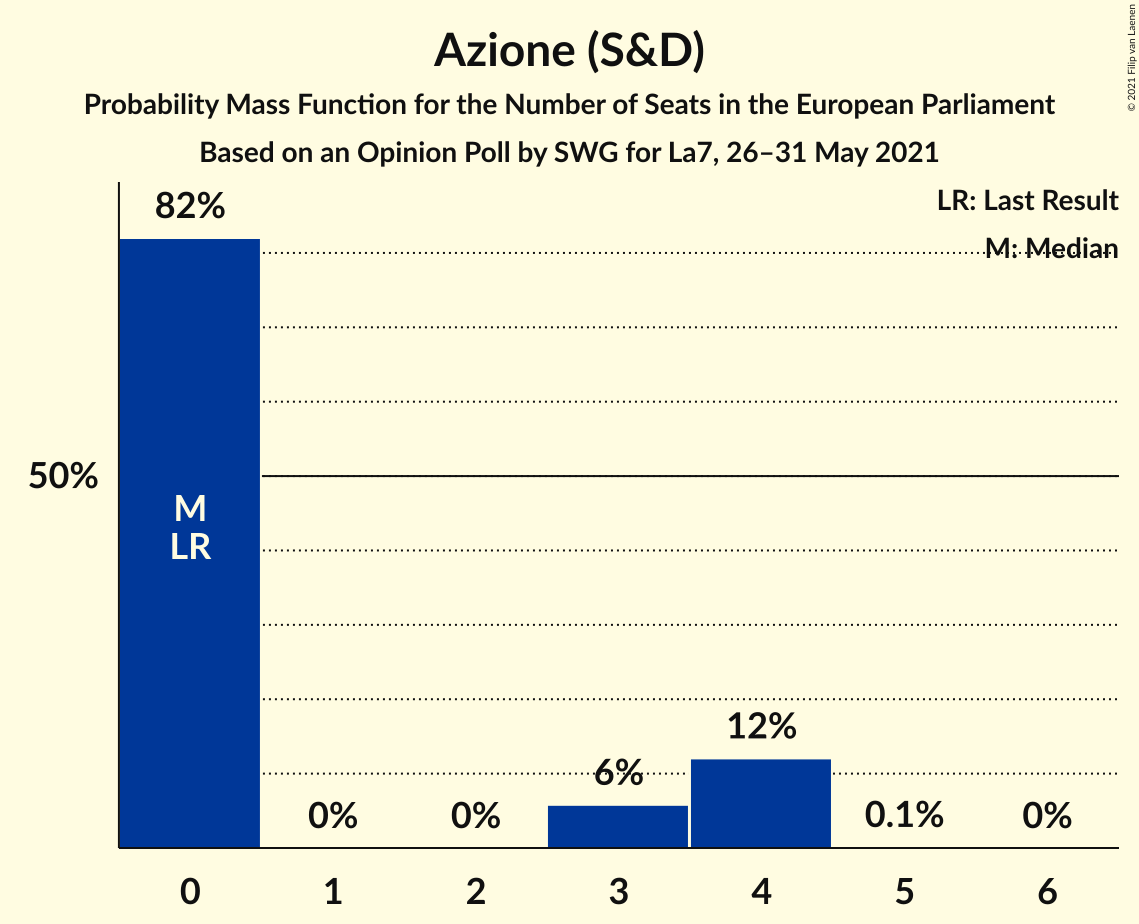 Azione (S&D)
Probability Mass Function for the Number of Seats in the European Parliament
Based on an Opinion Poll by SWG for La7, 26–31 May 2021
© 2021 Filip van Laenen
LR: Last Result
M: Median
82%
50%
M
LR
0%
0%
6%
12%
0.1%
0%
0
1
2
3
4
5
6